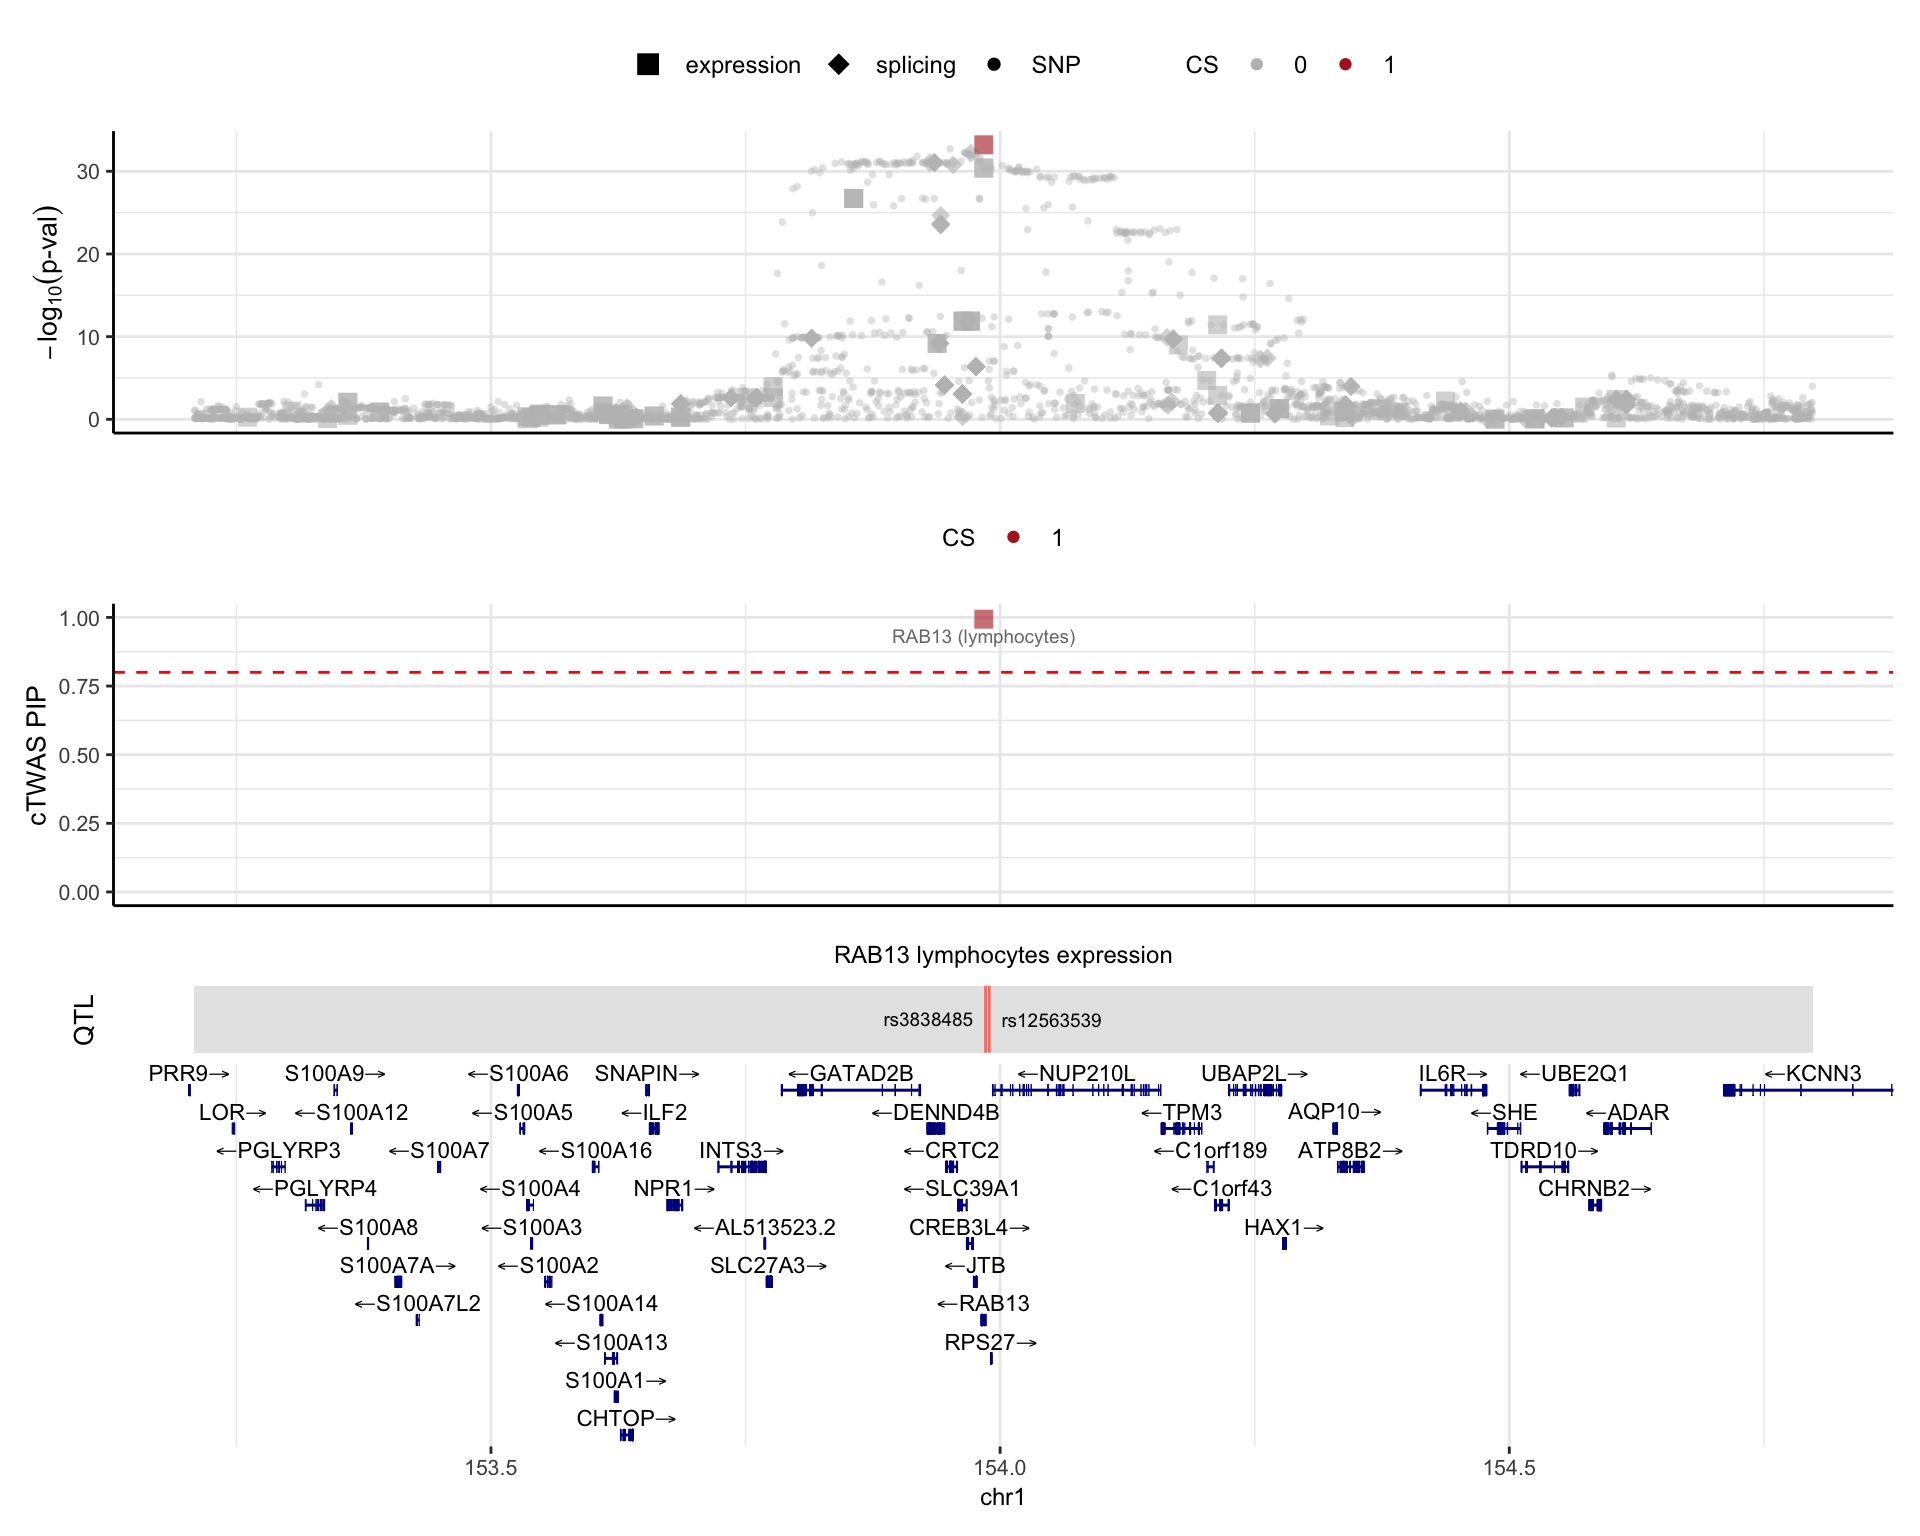 expression splicing SNP CS 0 1
−log10(p-val)
30
20
10
0
CS 1
cTWAS PIP
1.00
0.75
0.50
0.25
0.00
RAB13 (lymphocytes)
RAB13 lymphocytes expression
QTL
rs3838485 rs12563539
PRR9→ S100A9→ ←S100A6 SNAPIN→ ←GATAD2B ←NUP210L UBAP2L→ IL6R→ ←UBE2Q1 ←KCNN3
LOR→ ←S100A12 ←S100A5 ←ILF2 ←DENND4B ←TPM3 AQP10→ ←SHE ←ADAR
←PGLYRP3 ←S100A7 ←S100A16 INTS3→ ←CRTC2 ←C1orf189 ATP8B2→ TDRD10→
←PGLYRP4 ←S100A4 NPR1→ ←SLC39A1 ←C1orf43 CHRNB2→
←S100A8 ←S100A3 ←AL513523.2 CREB3L4→ HAX1→
S100A7A→ ←S100A2 SLC27A3→ ←JTB
←S100A7L2 ←S100A14 ←RAB13
←S100A13 RPS27→
S100A1→
CHTOP→
153.5 154.0 154.5
chr1